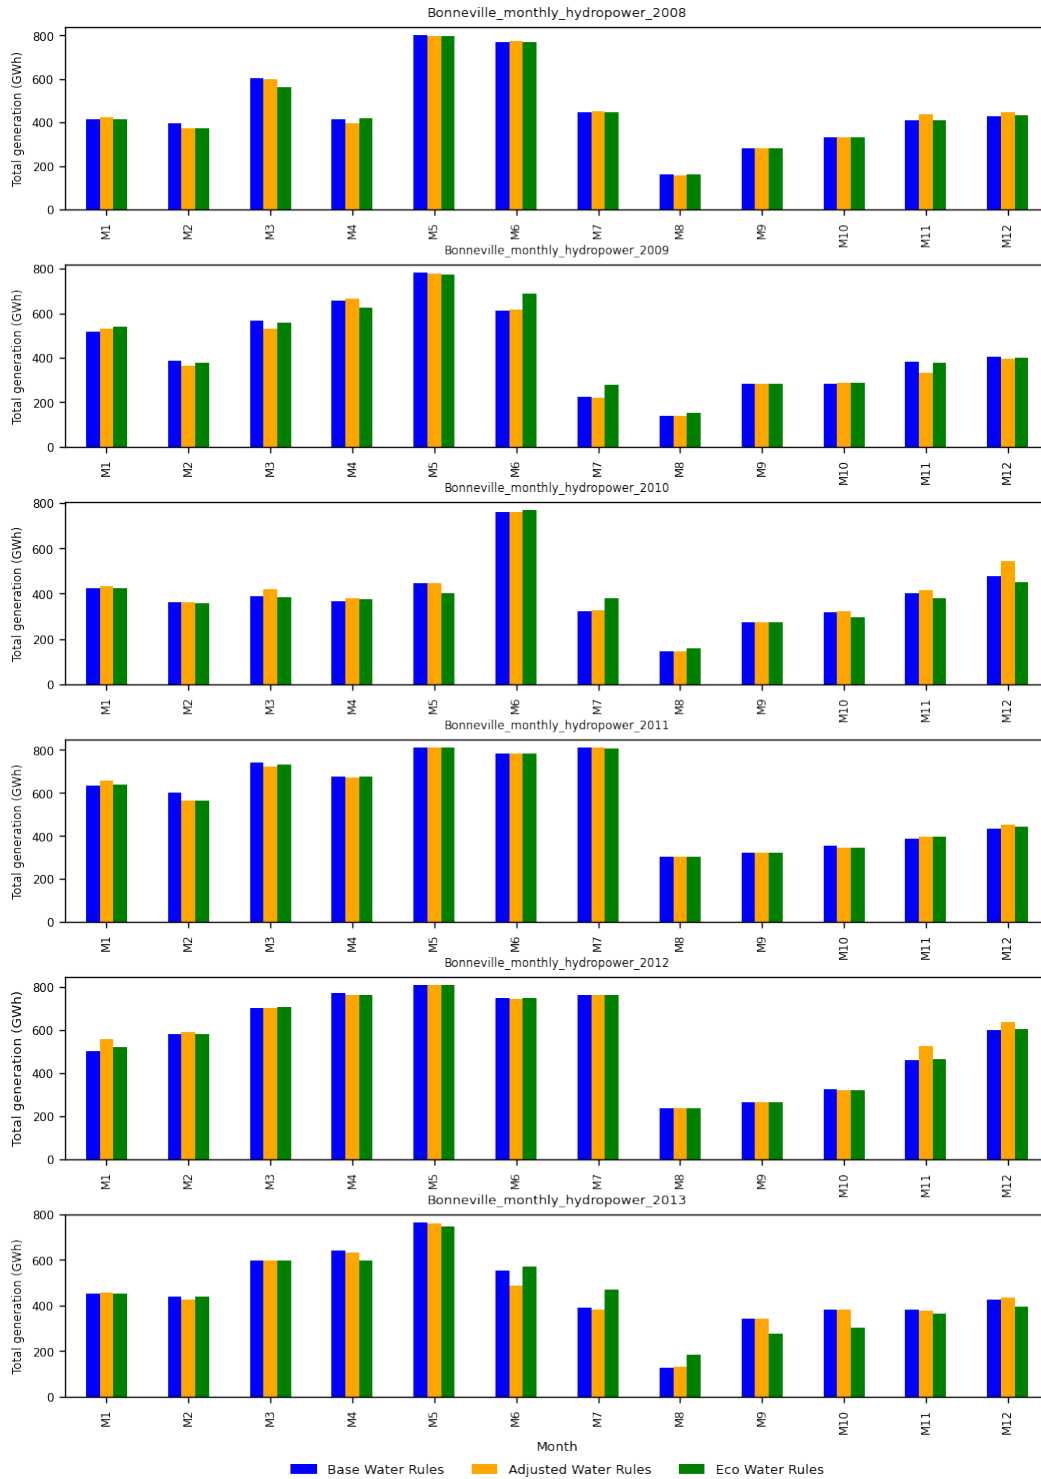 Bonneville_monthly_hydropower_2008
Total generation (GWh)
800
600
400
200
0
M1 M2 M3 M4 M5 M6 M7 M8 M9 M10 M11 M12
Bonneville_monthly_hydropower_2009
Total generation (GWh)
800
600
400
200
0
M1 M2 M3 M4 M5 M6 M7 M8 M9 M10 M11 M12
Bonneville_monthly_hydropower_2010
Total generation (GWh)
800
600
400
200
0
M1 M2 M3 M4 M5 M6 M7 M8 M9 M10 M11 M12
Bonneville_monthly_hydropower_2011
Total generation (GWh)
800
600
400
200
0
M1 M2 M3 M4 M5 M6 M7 M8 M9 M10 M11 M12
Bonneville_monthly_hydropower_2012
Total generation (GWh)
800
600
400
200
0
M1 M2 M3 M4 M5 M6 M7 M8 M9 M10 M11 M12
Bonneville_monthly_hydropower_2013
Total generation (GWh)
800
600
400
200
0
M1 M2 M3 M4 M5 M6 M7 M8 M9 M10 M11 M12
Month
Base Water Rules Adjusted Water Rules Eco Water Rules